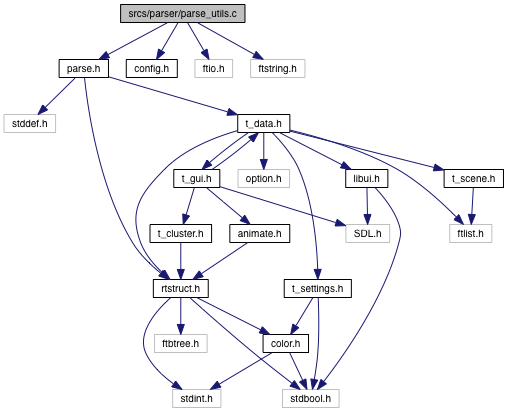 srcs/parser/parse_utils.c
parse.h
config.h
ftio.h
ftstring.h
stddef.h
t_data.h
t_gui.h
option.h
libui.h
t_scene.h
t_cluster.h
animate.h
SDL.h
ftlist.h
rtstruct.h
t_settings.h
ftbtree.h
color.h
stdint.h
stdbool.h